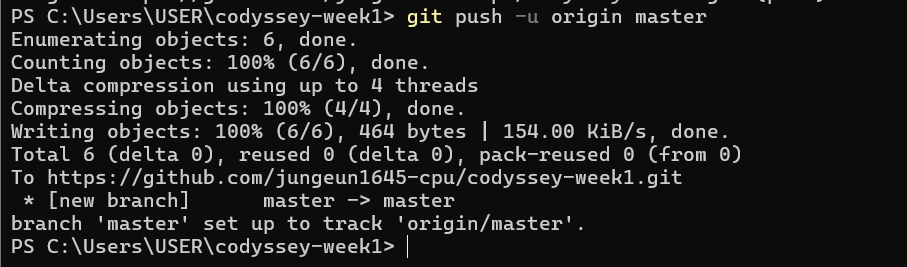 PS C:\Users\USER\codyssey-week1> git push -u origin master
Enumerating objects: 6, done.
Counting objects: 100% (6/6), done.
Delta compression using up to 4 threads
Compressing objects: 100% (4/4), done.
Writing objects: 100% (6/6), 464 bytes | 154.00 KiB/s, done.
Total 6 (delta 0), reused 0 (delta 0), pack-reused 0 (from 0)
To https://github.com/jungeun1645-cpu/codyssey-week1.git
 * [new branch]      master -> master
branch 'master' set up to track 'origin/master'.
PS C:\Users\USER\codyssey-week1>